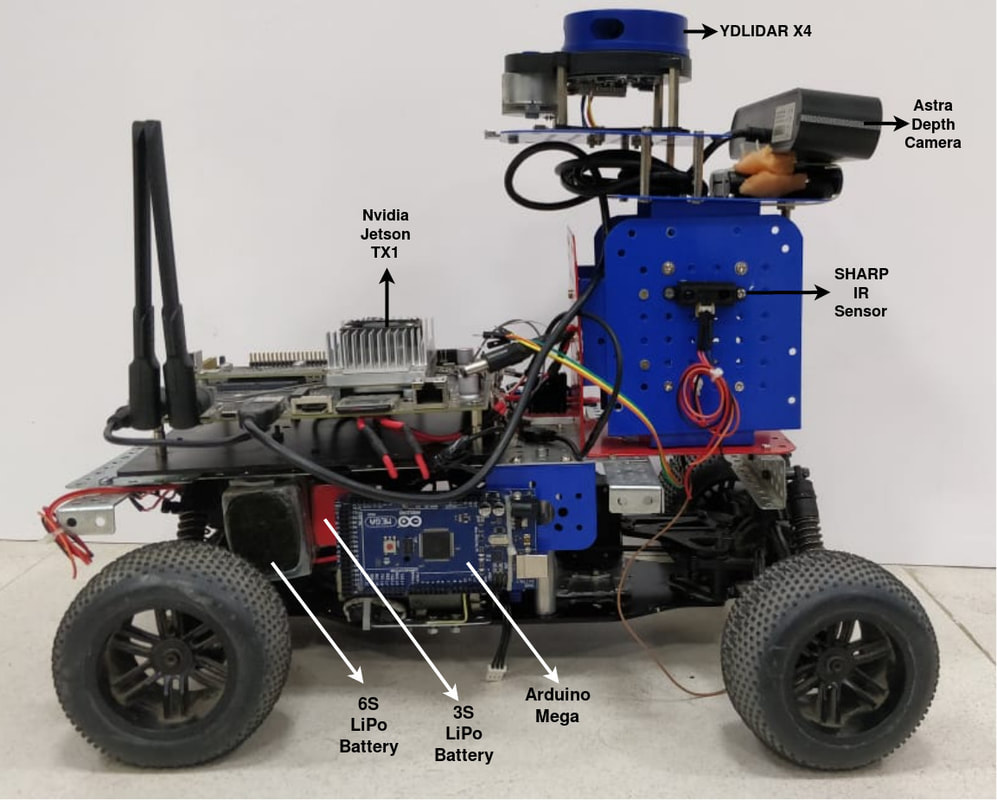 YDLIDAR X4
Astra
Depth
Camera
Nvidia
Jetson
TX1
SHARP
IR
Sensor
MEGA
6S
LiPo
Battery
3S
LiPo
Battery
Arduino
Mega